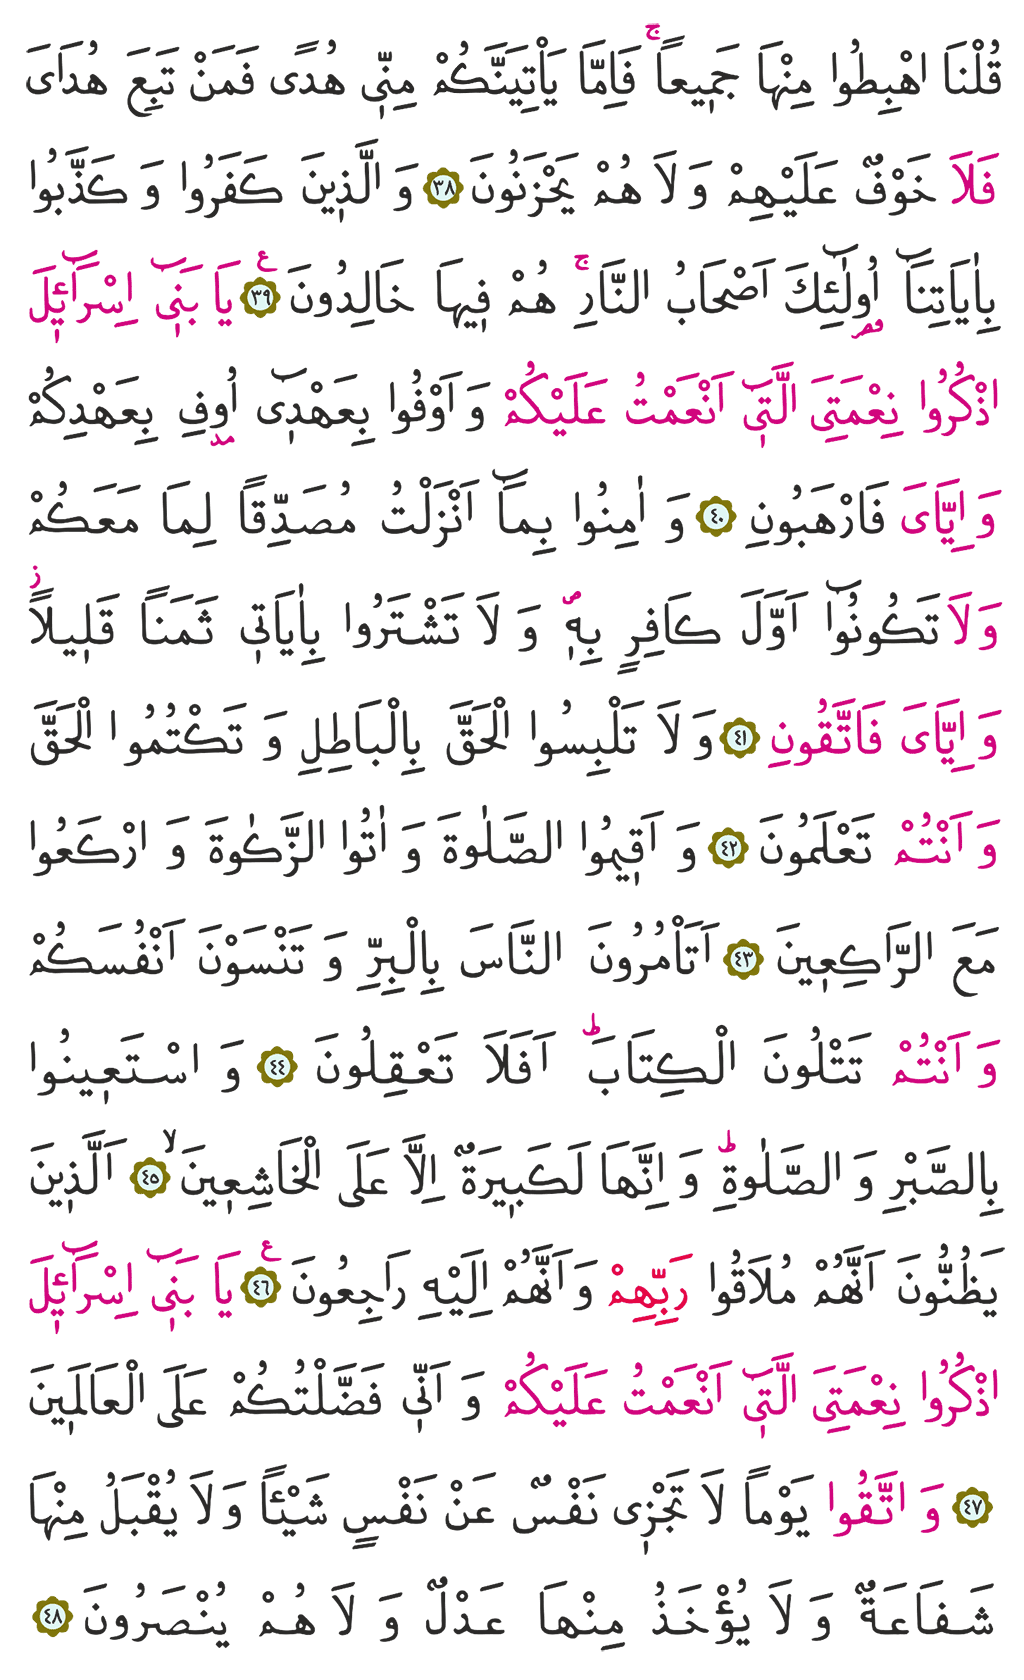 قُلْنَا اهْبِطُوا مِنْهَا جَمٖيعاًۚ فَاِمَّا يَأْتِيَنَّكُمْ مِنّٖي هُدًى فَمَنْ تَبِعَ هُدَاىَ
فَلَا خَوْفٌ عَلَيْهِمْ وَ لَا هُمْ يَحْزَنُونَ ﴿٣٨﴾ وَ الَّذٖينَ كَفَرُوا وَ كَذَّبُوا
بِاٰيَاتِنَٓا اُو۬لٰٓئِكَ اَصْحَابُ النَّارِۚ هُمْ فٖيهَا خَالِدُونَ ﴿٣٩﴾ۧ يَا بَنٖٓي اِسْرَٓائٖٓلَ
اذْكُرُوا نِعْمَتِيَ الَّتٖٓي اَنْعَمْتُ عَلَيْكُمْ وَ اَوْفُوا بِعَهْدٖٓي اُو۫فِ بِعَهْدِكُمْ
وَ اِيَّاىَ فَارْهَبُونِ ﴿٤٠﴾ وَ اٰمِنُوا بِمَٓا اَنْزَلْتُ مُصَدِّقاً لِمَا مَعَكُمْ
وَلَا تَكُونُٓوا اَوَّلَ كَافِرٍ بِهٖۖ وَ لَا تَشْتَرُوا بِاٰيَاتٖي ثَمَناً قَلٖيلاًؗ
وَ اِيَّاىَ فَاتَّقُونِ ﴿٤١﴾ وَ لَا تَلْبِسُوا الْحَقَّ بِالْبَاطِلِ وَ تَكْتُمُوا الْحَقَّ
وَ اَنْتُمْ تَعْلَمُونَ ﴿٤٢﴾ وَ اَقٖيمُوا الصَّلٰوةَ وَ اٰتُوا الزَّكٰوةَ وَ ارْكَعُوا
مَعَ الرَّاكِعٖينَ ﴿٤٣﴾ اَتَأْمُرُونَ النَّاسَ بِالْبِرِّ وَ تَنْسَوْنَ اَنْفُسَكُمْ
وَ اَنْتُمْ تَتْلُونَ الْكِتَابَؕ اَفَلَا تَعْقِلُونَ ﴿٤٤﴾ وَ اسْتَعٖينُوا
بِالصَّبْرِ وَ الصَّلٰوةِؕ وَ اِنَّهَا لَكَبٖيرَةٌ اِلَّا عَلَى الْخَاشِعٖينَۙ ﴿٤٥﴾ اَلَّذٖينَ
يَظُنُّونَ اَنَّهُمْ مُلَاقُوا رَبِّهِمْ وَ اَنَّهُمْ اِلَيْهِ رَاجِعُونَ ﴿٤٦﴾ۧ يَا بَنٖٓي اِسْرَٓائٖٓلَ
اذْكُرُوا نِعْمَتِيَ الَّتٖٓي اَنْعَمْتُ عَلَيْكُمْ وَ اَنّٖي فَضَّلْتُكُمْ عَلَى الْعَالَمٖينَ
﴿٤٧﴾ وَ اتَّقُوا يَوْماً لَا تَجْزٖي نَفْسٌ عَنْ نَفْسٍ شَيْـٔاً وَ لَا يُقْبَلُ مِنْهَا
شَفَاعَةٌ وَ لَا يُؤْخَذُ مِنْهَا عَدْلٌ وَ لَا هُمْ يُنْصَرُونَ ﴿٤٨﴾